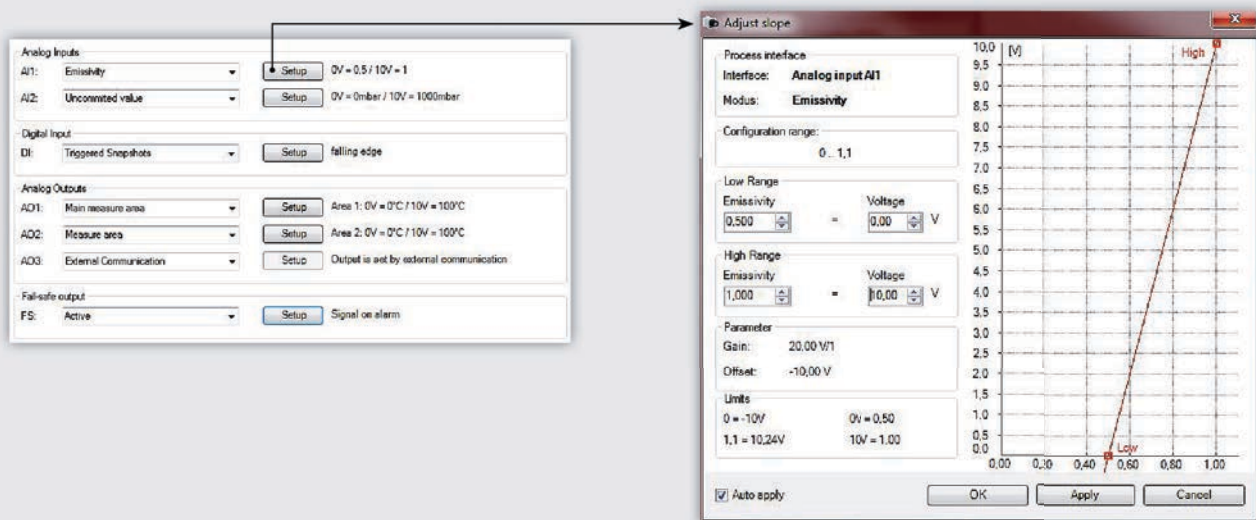 Analog Inputs
AI1: Emissivity Setup 0V = 0.5 / 10V = 1
AI2: Uncommited value Setup 0V = 0mbar / 10V = 1000mbar
Digital Input
DI: Triggered Snapshots Setup falling edge
Analog Outputs
AO1: Main measure area Setup Area 1: 0V = 0°C / 10V = 100°C
AO2: Measure area Setup Area 2: 0V = 0°C / 10V = 100°C
AO3: External Communication Setup Output is set by external communication
Fail-safe output
FS: Active Setup Signal on alarm
Adjust slope
Process interface
Interface: Analog input AI1
Modus: Emissivity
Configuration range:
0 .. 1,1
Low Range
Emissivity Voltage
0,500 = 0,00 V
High Range
Emissivity Voltage
1,000 = 10,00 V
Parameter
Gain: 20,00 V/1
Offset: -10,00 V
Limits
0 = -10V 0V = 0,50
1,1 = 10,24V 10V = 1.00
10,0 [V] High
9,5
9,0
8,5
8,0
7,5
7,0
6,5
6,0
5,5
5,0
4,5
4,0
3,5
3,0
2,5
2,0
1,5
1,0
0,5
0,0 Low
0,00 0,20 0,40 0,60 0,80 1,00
Auto apply OK Apply Cancel